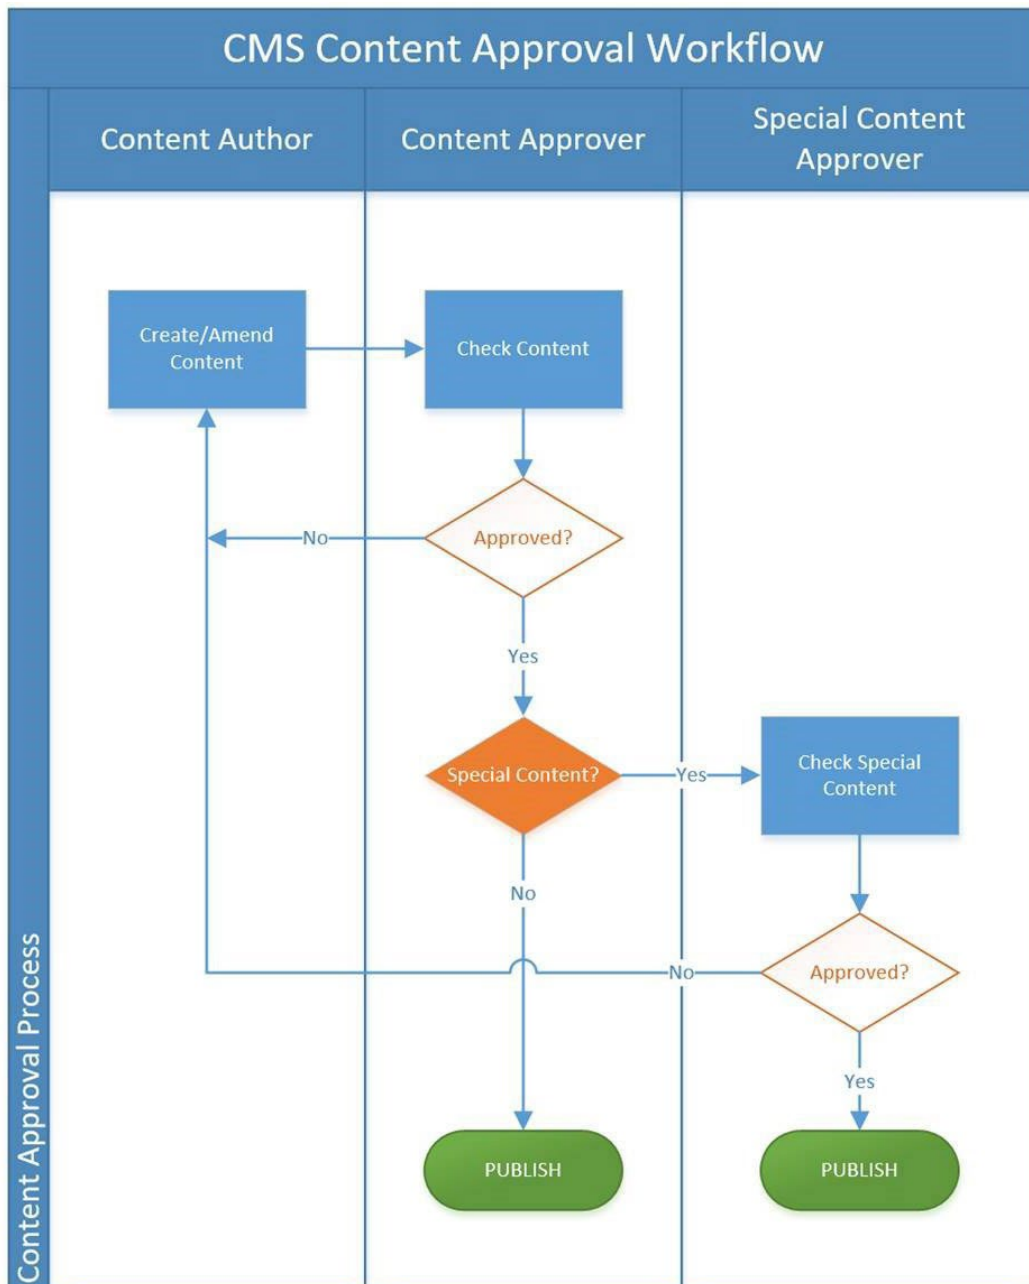 CMS Content Approval Workflow
Content Author
Content Approver
Special Content
Approver
Content Approval Process
Create/Amend
Content
Check Content
Approved?
No
Yes
Special Content?
Yes
Check Special
Content
No
Approved?
No
Yes
PUBLISH
PUBLISH